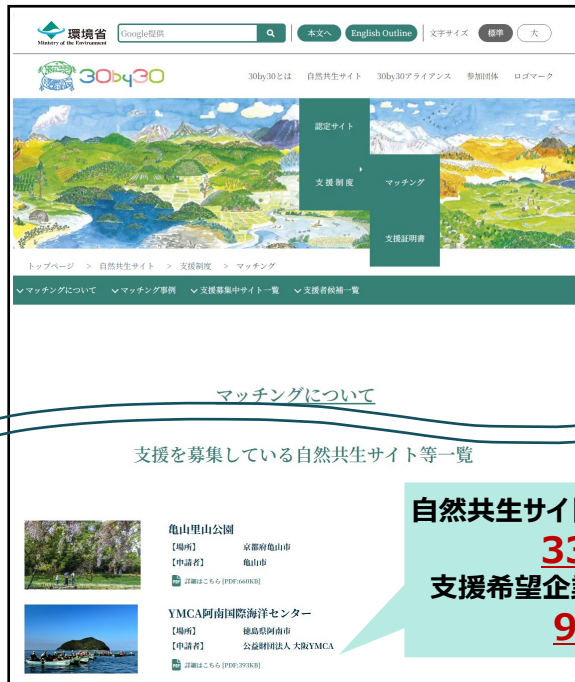 環境省
Ministry of the Environment
Google提供
本文へ
English Outline
文字サイズ
標準
大
30by30
30by30とは 自然共生サイト 30by30アライアンス 参加団体 ロゴマーク
認定サイト
支援制度
マッチング
支援証明書
トップページ > 自然共生サイト > 支援制度 > マッチング
マッチングについて マッチング事例 支援募集中サイト一覧 支援者候補一覧
マッチングについて
支援を募集している自然共生サイト等一覧
亀山里山公園
【場所】 京都府亀山市
【申請者】 亀山市
PDF 詳細はこちら [PDF:660KB]
YMCA阿南国際海洋センター
【場所】 徳島県阿南市
【申請者】 公益財団法人 大阪YMCA
PDF 詳細はこちら [PDF:393KB]
自然共生サイ
33
支援希望企
9